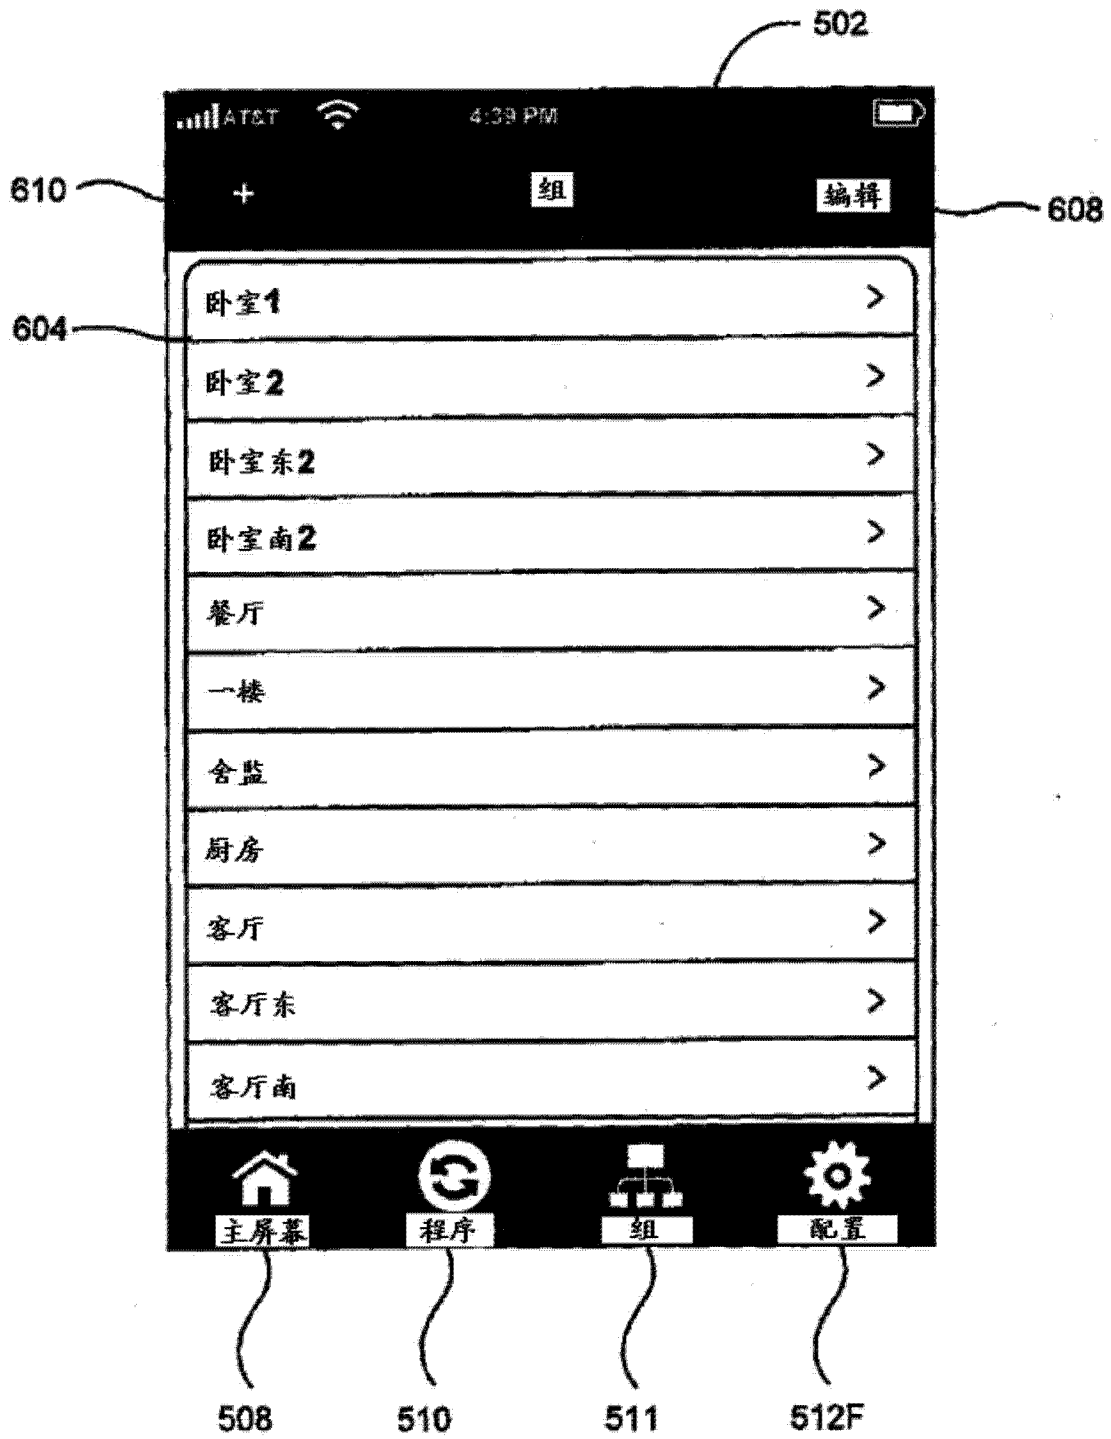 502
AT&T 4:39 PM
610 + 组 编辑 608
卧室1
604
卧室2
卧室东2
卧室南2
餐厅
一楼
舍监
厨房
客厅
客厅东
客厅南
主屏幕 程序 组 配置
508 510 511 512F